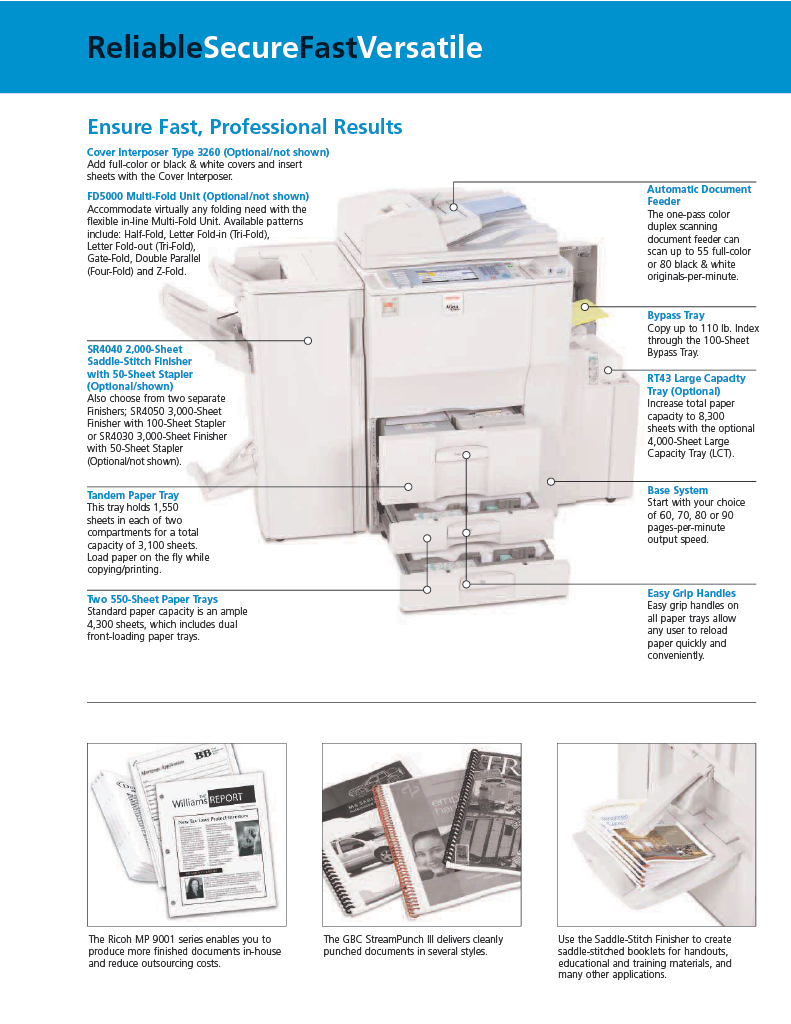 ReliableSecureFastVersatile
Ensure Fast, Professional Results
Cover Interposer Type 3260 (Optional/not shown)
Add full-color or black & white covers and insert
sheets with the Cover Interposer.
FD5000 Multi-Fold Unit (Optional/not shown)
Accommodate virtually any folding need with the
flexible in-line Multi-Fold Unit. Available patterns
include: Half-Fold, Letter Fold-in (Tri-Fold),
Letter Fold-out (Tri-Fold),
Gate-Fold, Double Parallel
(Four-Fold) and Z-Fold.
SR4040 2,000-Sheet
Saddle-Stitch Finisher
with 50-Sheet Stapler
(Optional/shown)
Also choose from two separate
Finishers; SR4050 3,000-Sheet
Finisher with 100-Sheet Stapler
or SR4030 3,000-Sheet Finisher
with 50-Sheet Stapler
(Optional/not shown).
Tandem Paper Tray
This tray holds 1,550
sheets in each of two
compartments for a total
capacity of 3,100 sheets.
Load paper on the fly while
copying/printing.
Two 550-Sheet Paper Trays
Standard paper capacity is an ample
4,300 sheets, which includes dual
front-loading paper trays.
Automatic Document
Feeder
The one-pass color
duplex scanning
document feeder can
scan up to 55 full-color
or 80 black & white
originals-per-minute.
Bypass Tray
Copy up to 110 lb. Index
through the 100-Sheet
Bypass Tray.
RT43 Large Capacity
Tray (Optional)
Increase total paper
capacity to 8,300
sheets with the optional
4,000-Sheet Large
Capacity Tray (LCT).
Base System
Start with your choice
of 60, 70, 80 or 90
pages-per-minute
output speed.
Easy Grip Handles
Easy grip handles on
all paper trays allow
any user to reload
paper quickly and
conveniently.
BB
Mortgage Application
THE
Williams REPORT
New Tax Laws Protect Investors
The Ricoh MP 9001 series enables you to
produce more finished documents in-house
and reduce outsourcing costs.
The GBC StreamPunch III delivers cleanly
punched documents in several styles.
Use the Saddle-Stitch Finisher to create
saddle-stitched booklets for handouts,
educational and training materials, and
many other applications.